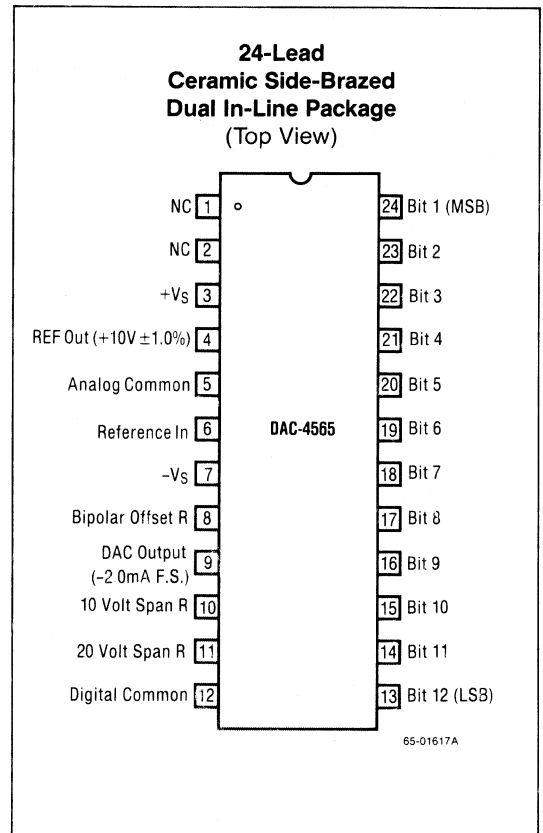 24-Lead
Ceramic Side-Brazed
Dual In-Line Package
(Top View)
NC 1
24 Bit 1 (MSB)
NC 2
23 Bit 2
+VS 3
22 Bit 3
REF Out (+10V ±1.0%) 4
21 Bit 4
Analog Common 5
20 Bit 5
Reference In 6
DAC-4565
19 Bit 6
-VS 7
18 Bit 7
Bipolar Offset R 8
17 Bit 8
DAC Output
(-2 0mA F.S.) 9
16 Bit 9
10 Volt Span R 10
15 Bit 10
20 Volt Span R 11
14 Bit 11
Digital Common 12
13 Bit 12 (LSB)
65-01617A